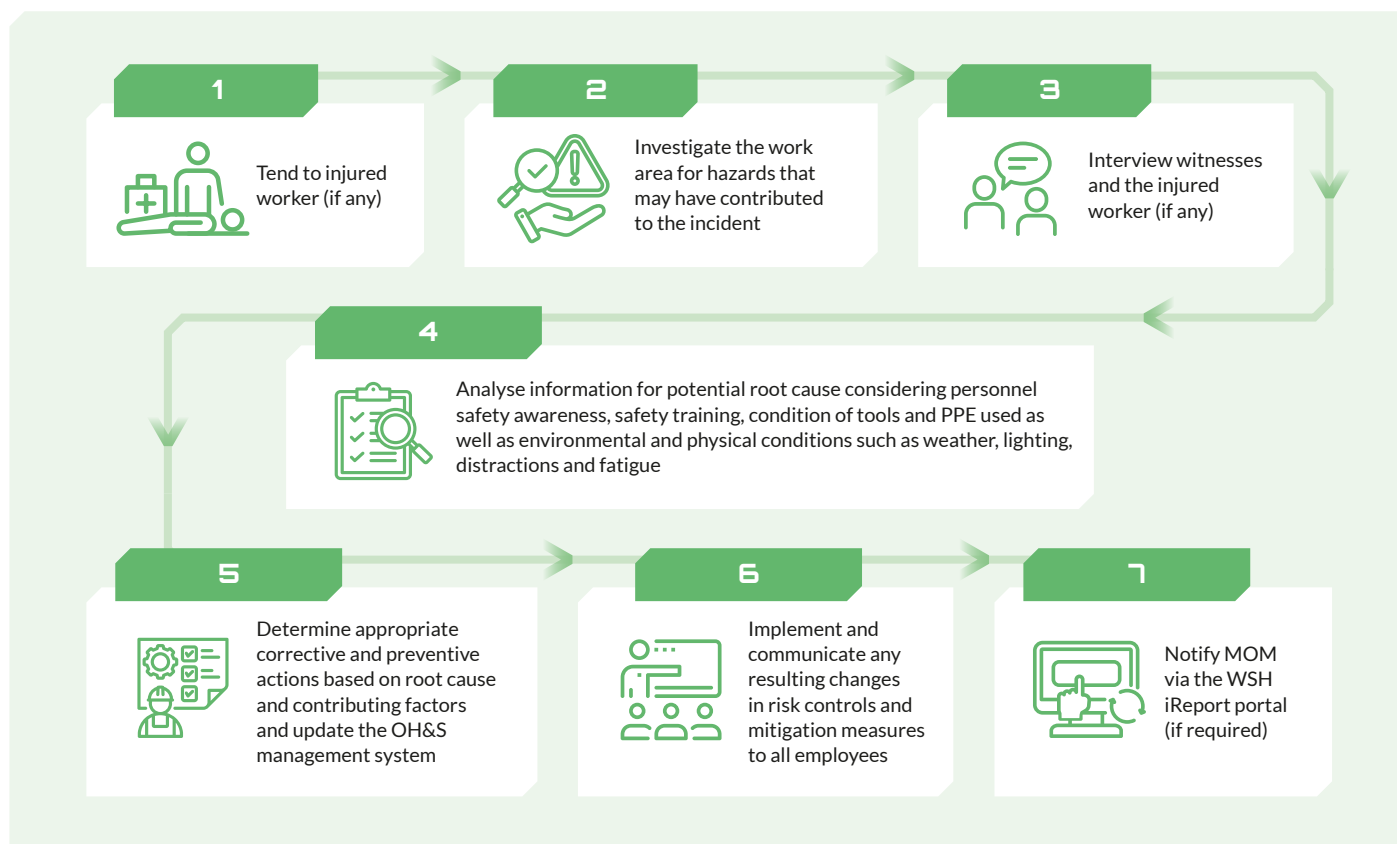 1
Tend to injured
worker (if any)
2
Investigate the work
area for hazards that
may have contributed
to the incident
3
Interview witnesses
and the injured
worker (if any)
4
Analyse information for potential root cause considering personnel
safety awareness, safety training, condition of tools and PPE used as
well as environmental and physical conditions such as weather, lighting,
distractions and fatigue
5
Determine appropriate
corrective and preventive
actions based on root cause
and contributing factors
and update the OH&S
management system
6
Implement and
communicate any
resulting changes
in risk controls and
mitigation measures
to all employees
7
Notify MOM
via the WSH
iReport portal
(if required)